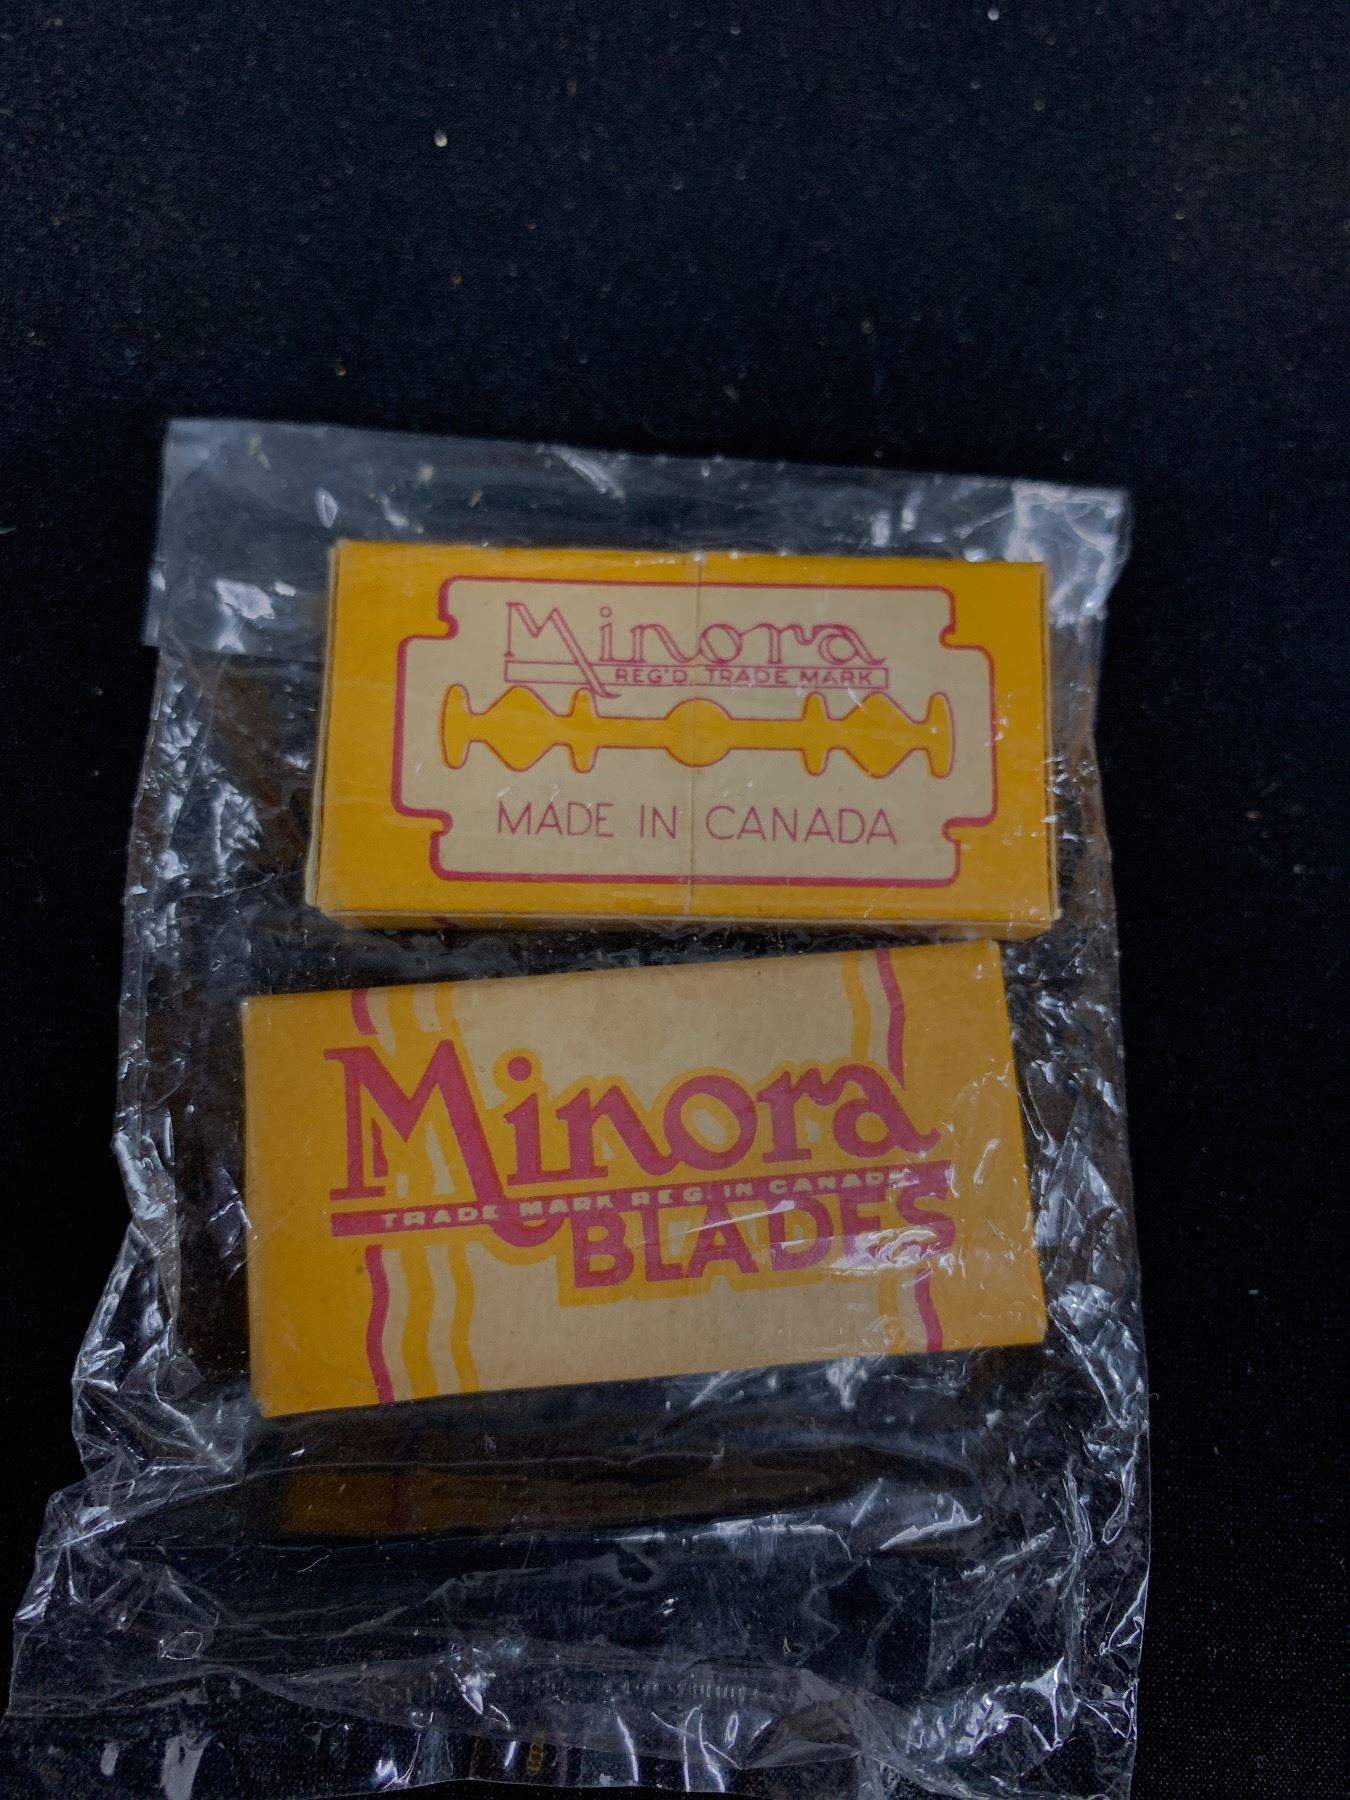 Minora
REG'D. TRADE MARK
MADE IN CANADA
Minora
TRADE MARK REG. IN CANADA
BLADES